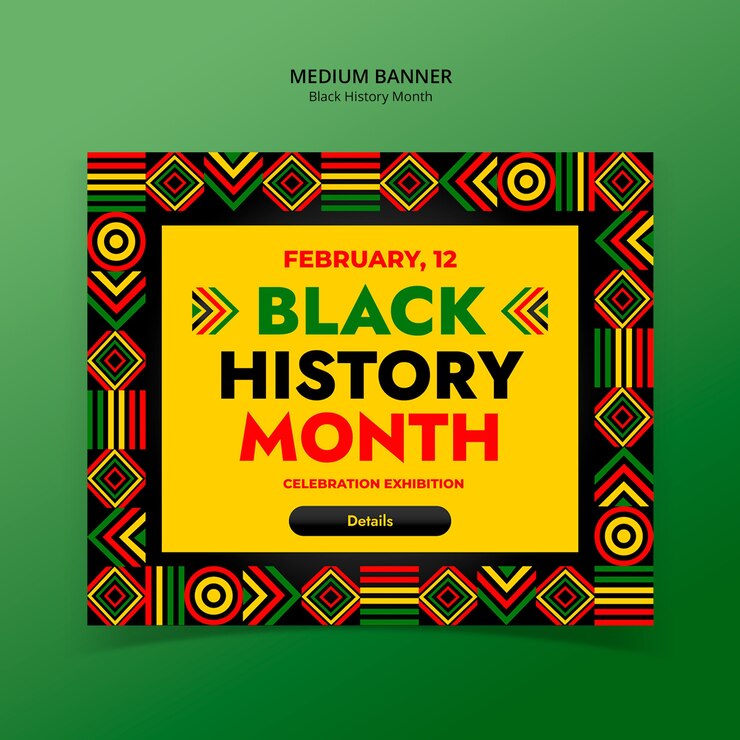 MEDIUM BANNER
Black History Month
FEBRUARY, 12
BLACK
HISTORY
MONTH
CELEBRATION EXHIBITION
Details